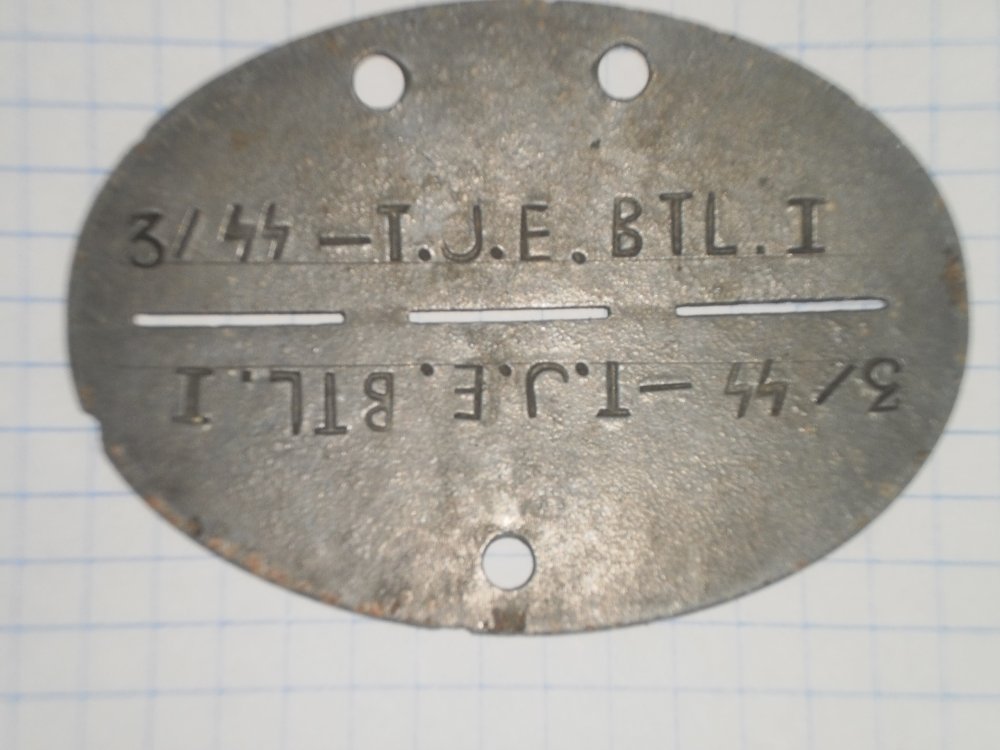 3/ ᛋᛋ –T.J.E. BTL. I
3/ ᛋᛋ –T.J.E. BTL. I